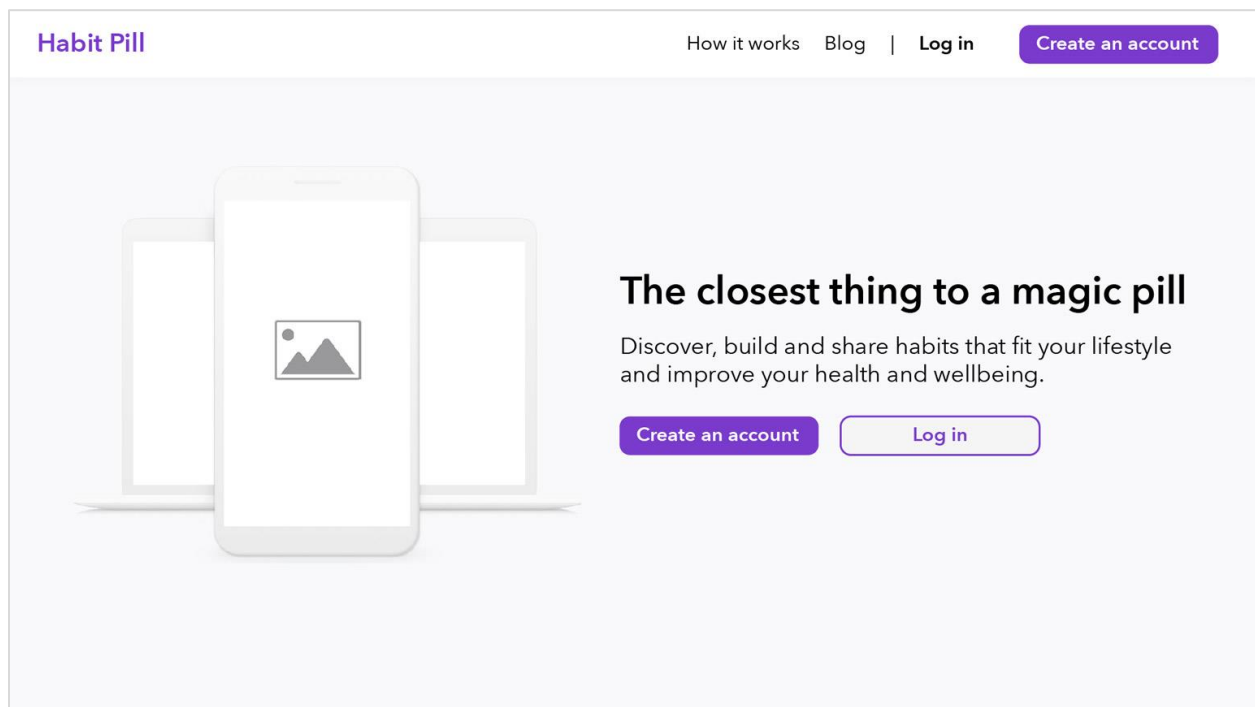 Habit Pill
How it works Blog | Log in Create an account
The closest thing to a magic pill
Discover, build and share habits that fit your lifestyle
and improve your health and wellbeing.
Create an account Log in